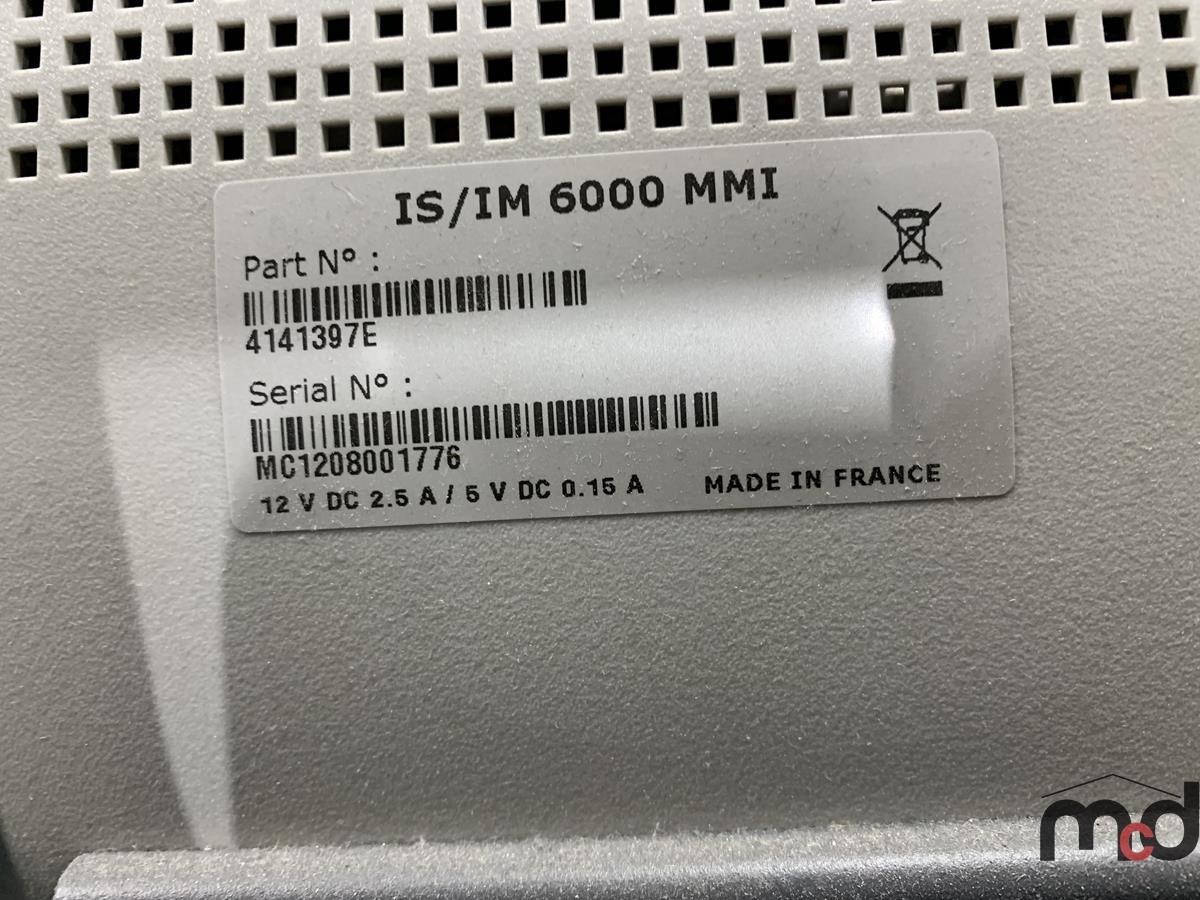 IS/IM 6000 MMI
Part N° :
4141397E
Serial N° :
MC1208001776
12 V DC 2.5 A / 5 V DC 0.15 A MADE IN FRANCE
mcd